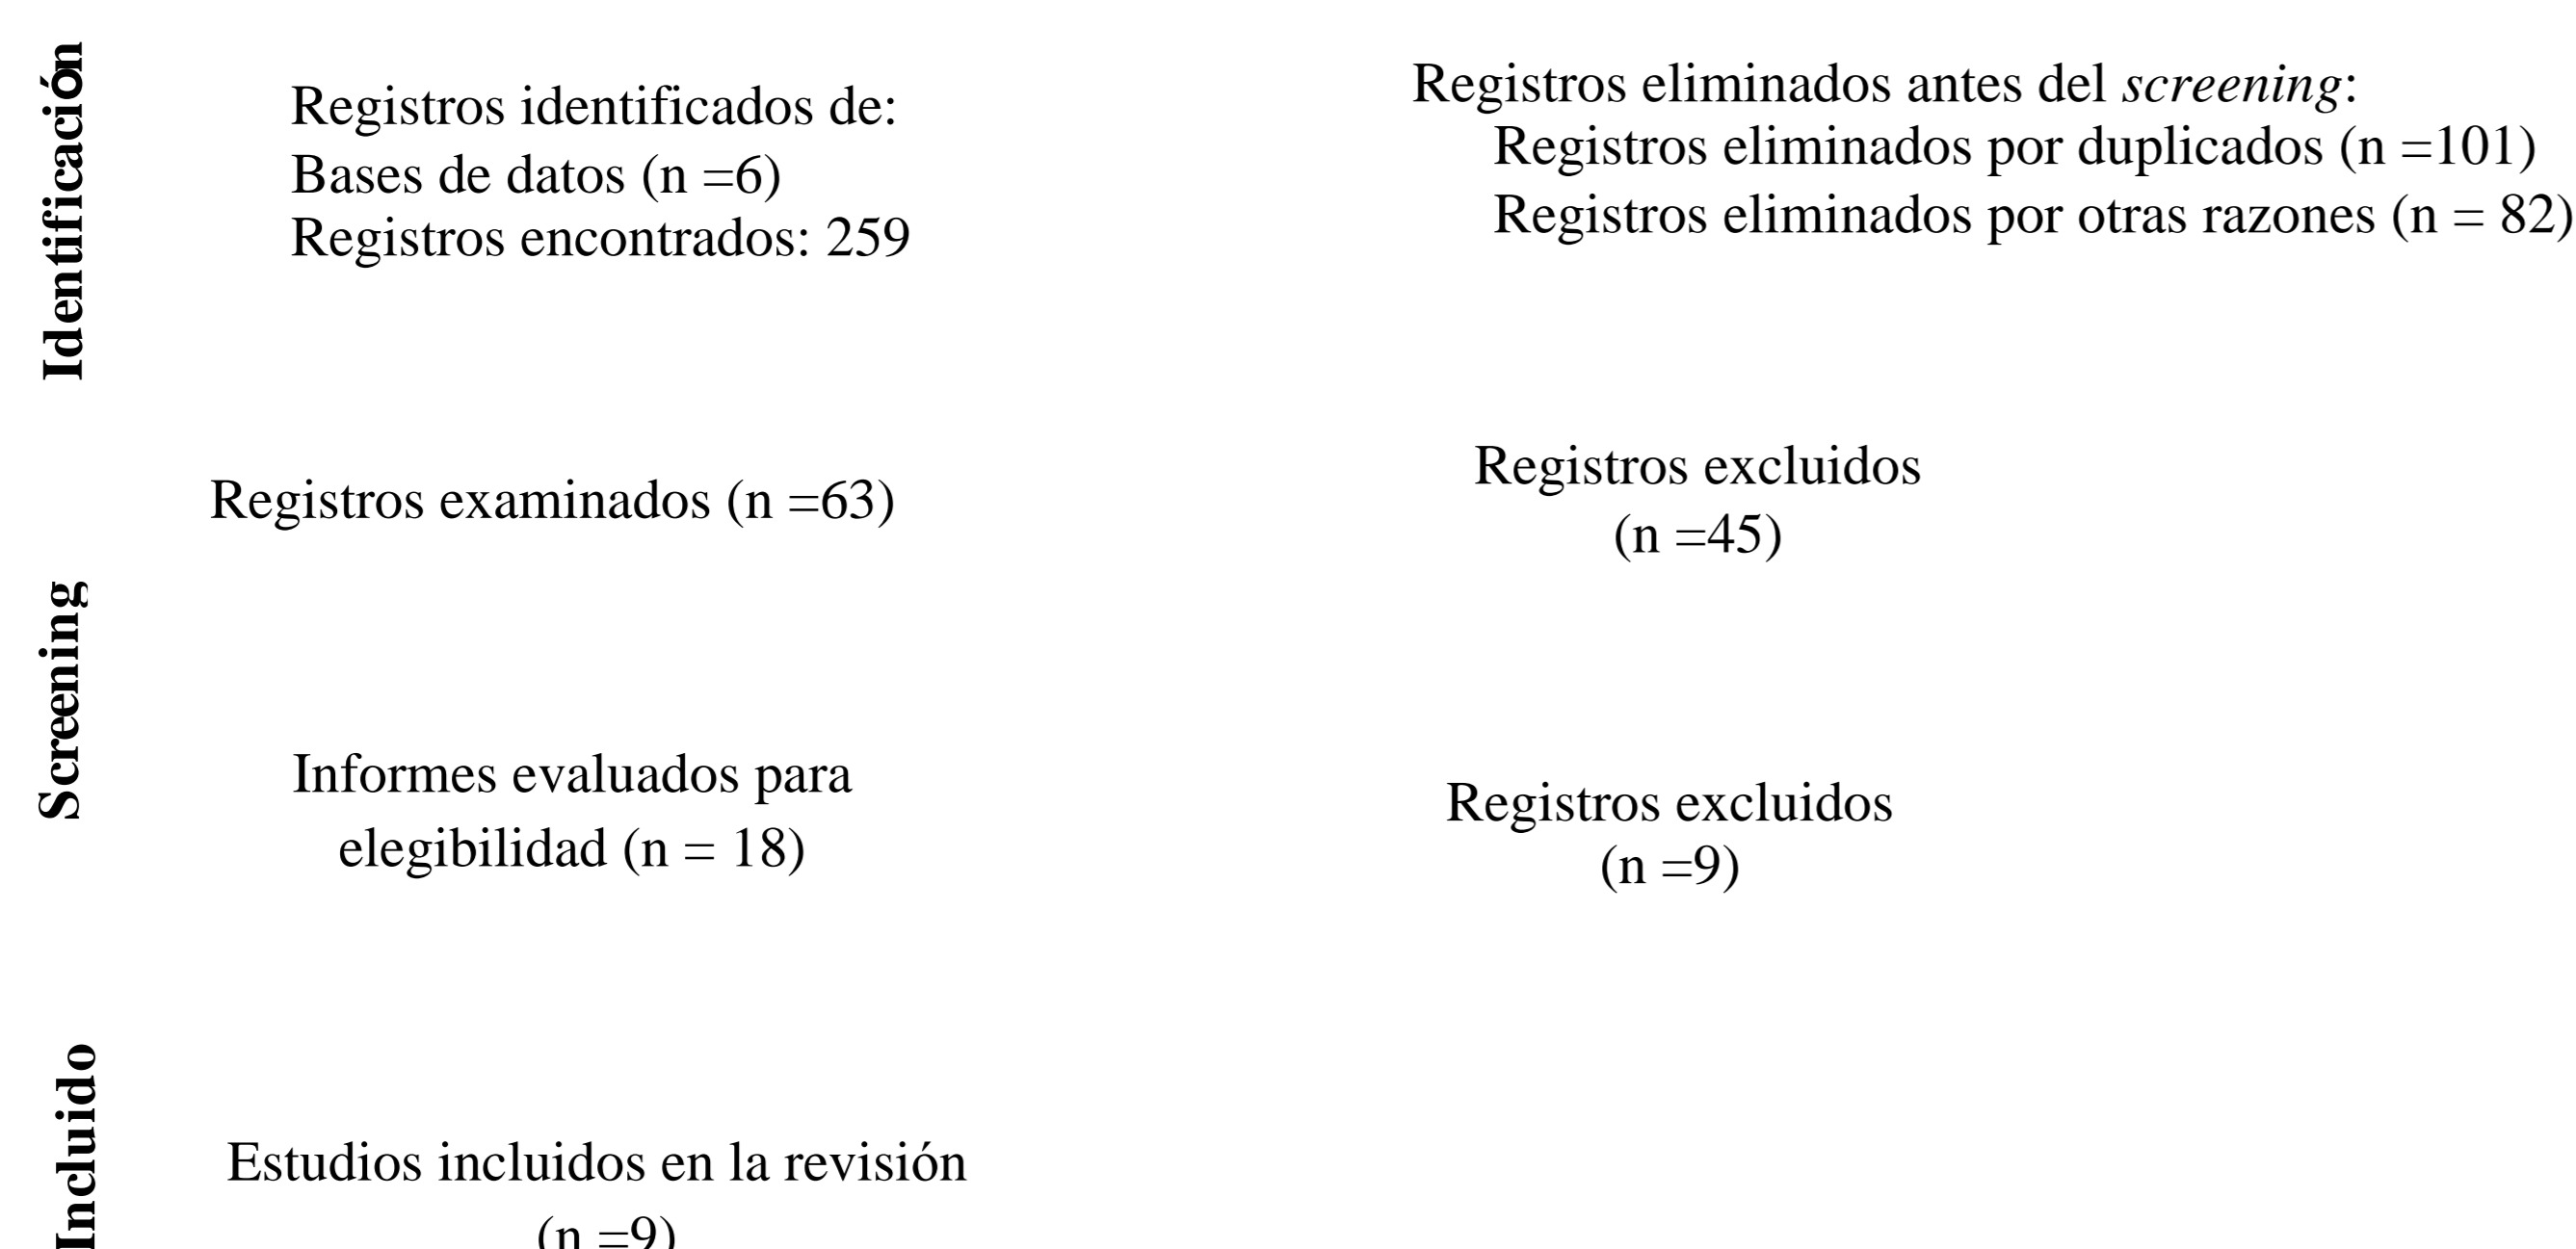 Identificación
Registros identificados de:
Bases de datos (n =6)
Registros encontrados: 259
Registros eliminados antes del screening:
Registros eliminados por duplicados (n =101)
Registros eliminados por otras razones (n = 82)
Screening
Registros examinados (n =63)
Registros excluidos
(n =45)
Informes evaluados para
elegibilidad (n = 18)
Registros excluidos
(n =9)
Incluido
Estudios incluidos en la revisión
(n =9)